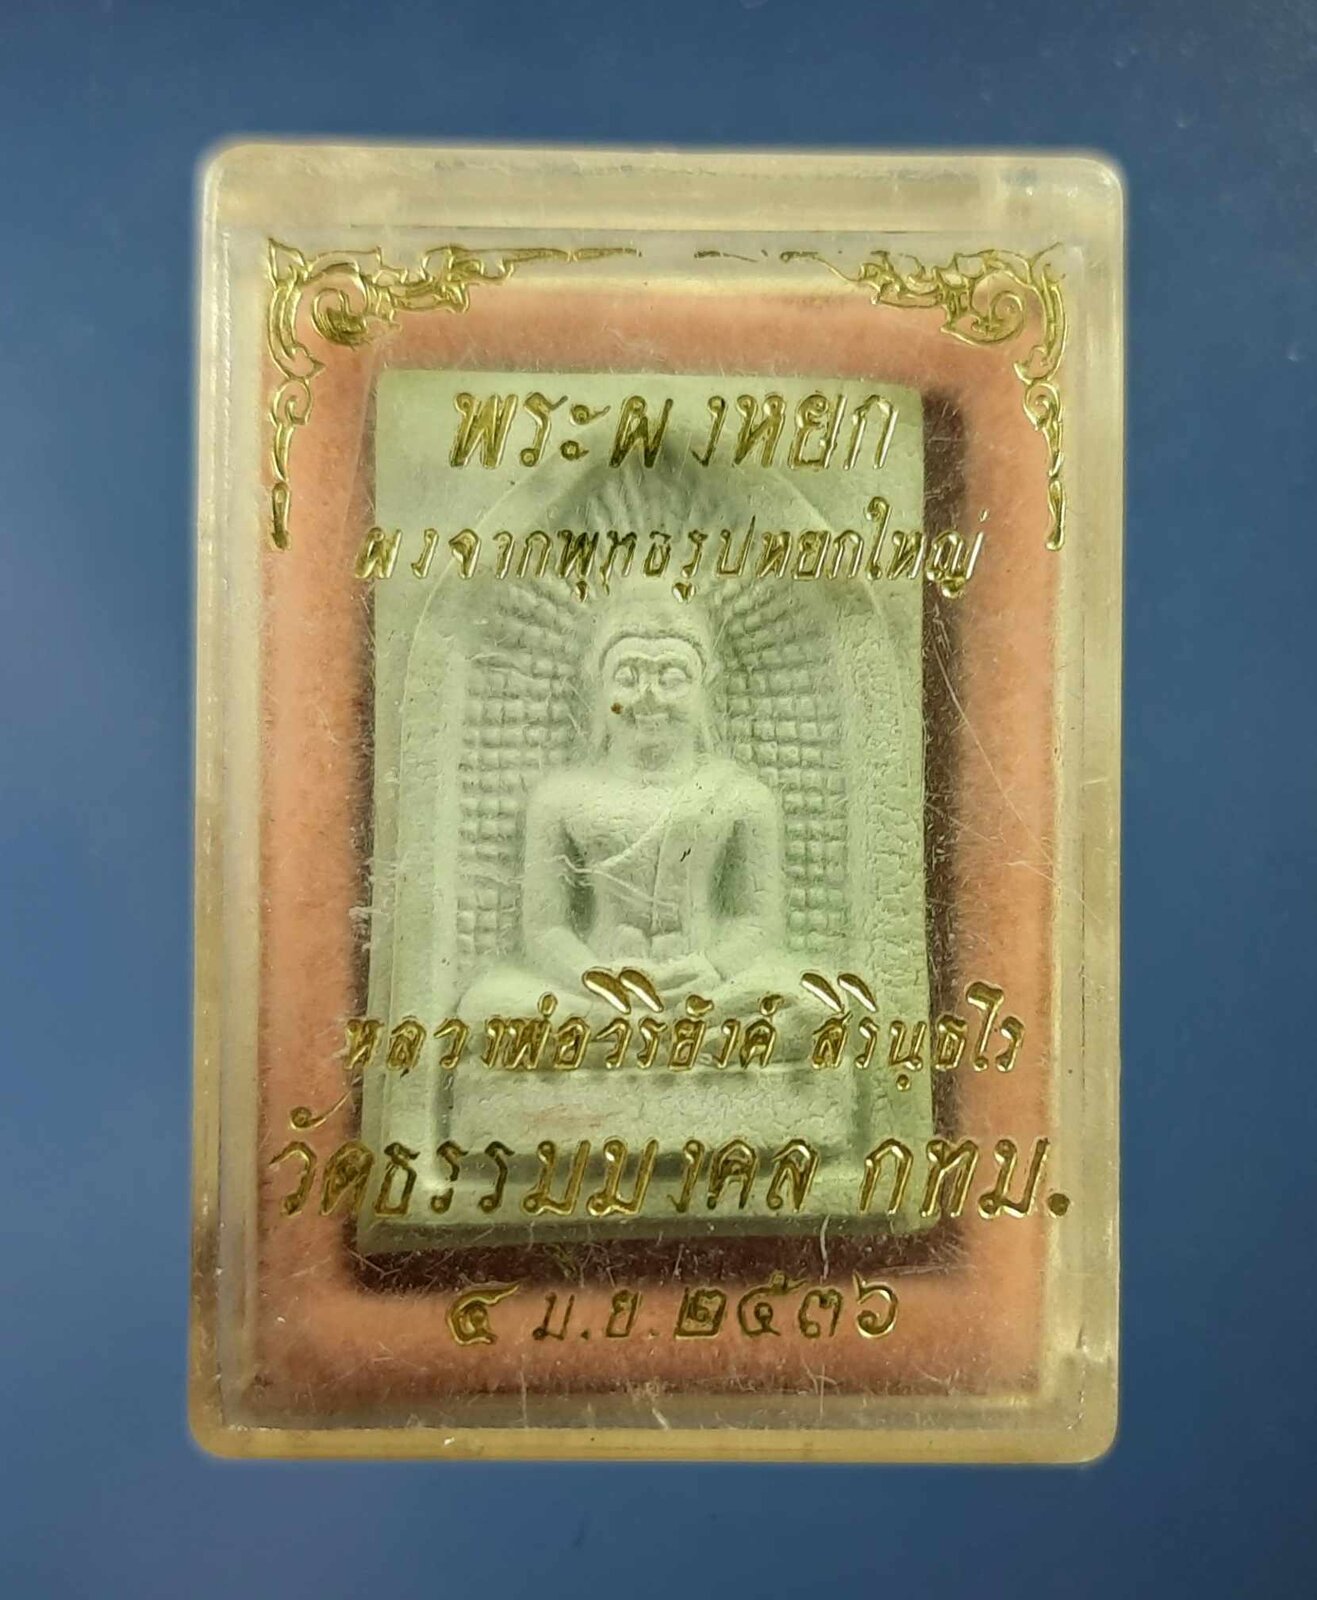 พระผงหยก
ผงจากพุทธรูปหยกใหญ่
หลวงพ่อวิริยังค์ สิรินฺธโร
วัดธรรมมงคล กทม.
๔ ม.ย. ๒๕๓๖